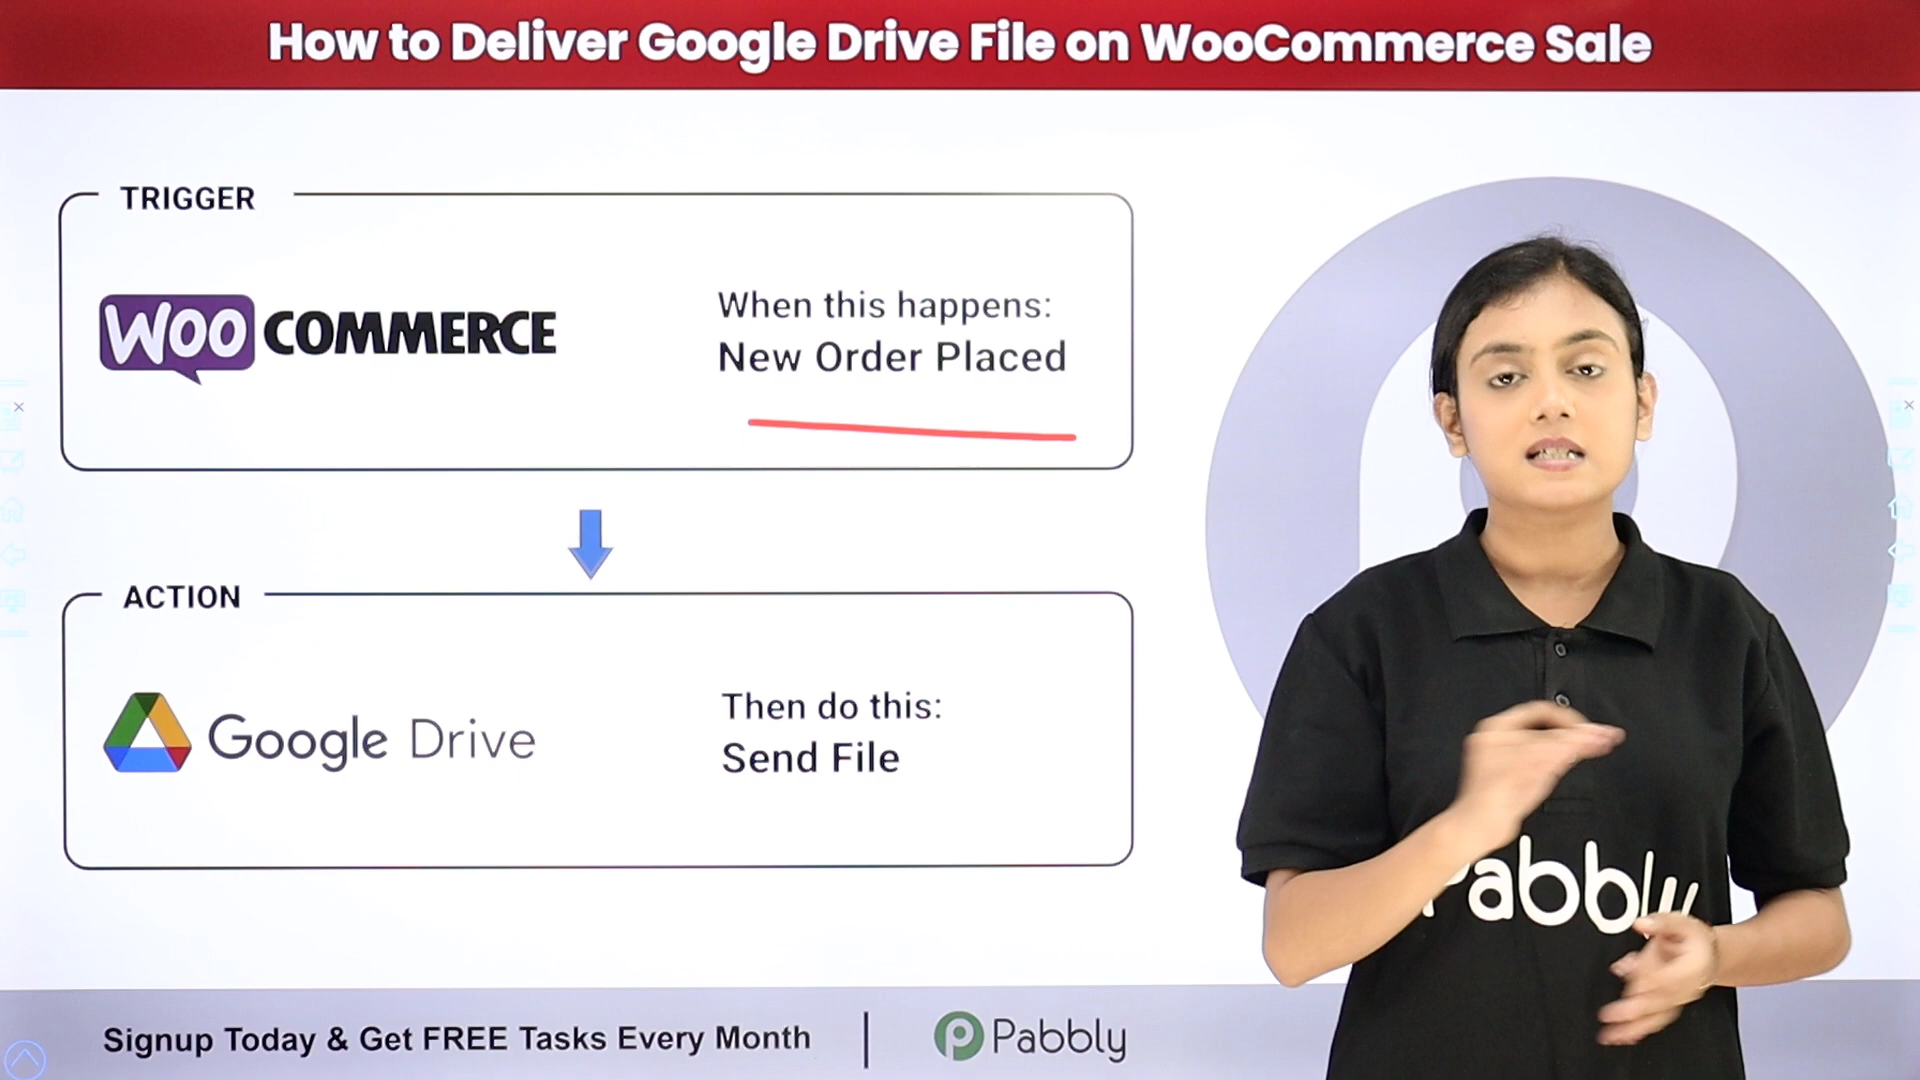 How to Deliver Google Drive File on WooCommerce Sale
TRIGGER
WOO COMMERCE
When this happens:
New Order Placed
ACTION
Google Drive
Then do this:
Send File
Pabbly
Signup Today & Get FREE Tasks Every Month
Pabbly